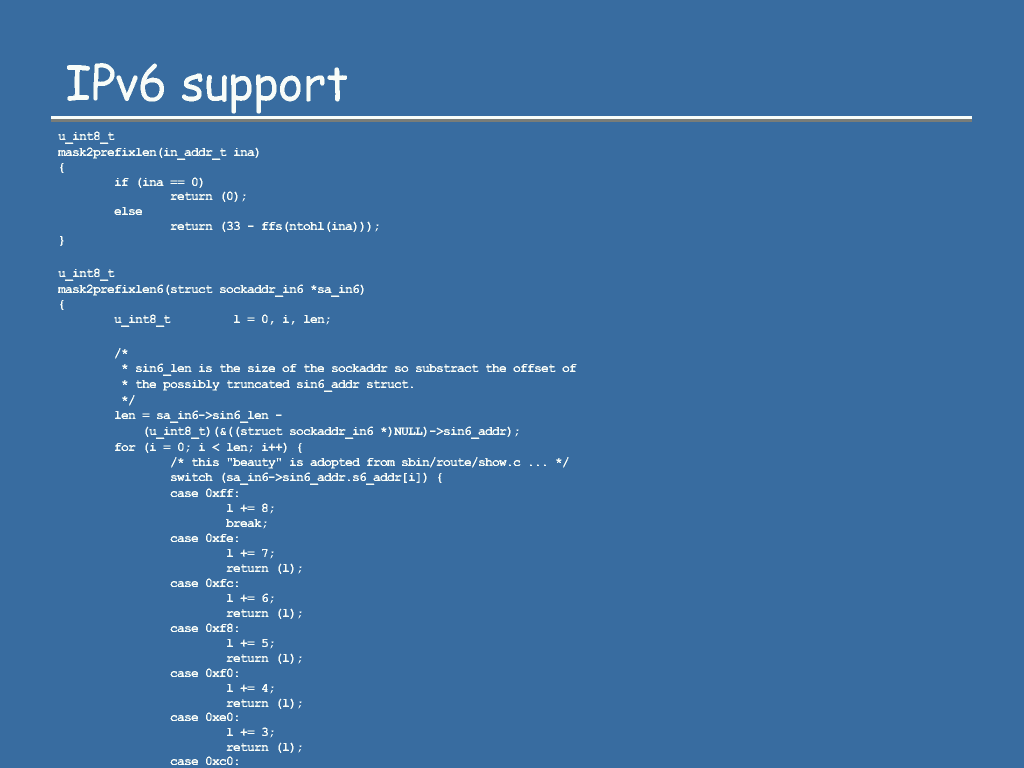 IPv6 support
u_int8_t
mask2prefixlen(in_addr_t ina)
{
        if (ina == 0)
                return (0);
        else
                return (33 - ffs(ntohl(ina)));
}

u_int8_t
mask2prefixlen6(struct sockaddr_in6 *sa_in6)
{
        u_int8_t         l = 0, i, len;

        /*
         * sin6_len is the size of the sockaddr so substract the offset of
         * the possibly truncated sin6_addr struct.
         */
        len = sa_in6->sin6_len -
            (u_int8_t)(&((struct sockaddr_in6 *)NULL)->sin6_addr);
        for (i = 0; i < len; i++) {
                /* this "beauty" is adopted from sbin/route/show.c ... */
                switch (sa_in6->sin6_addr.s6_addr[i]) {
                case 0xff:
                        l += 8;
                        break;
                case 0xfe:
                        l += 7;
                        return (l);
                case 0xfc:
                        l += 6;
                        return (l);
                case 0xf8:
                        l += 5;
                        return (l);
                case 0xf0:
                        l += 4;
                        return (l);
                case 0xe0:
                        l += 3;
                        return (l);
                case 0xc0: